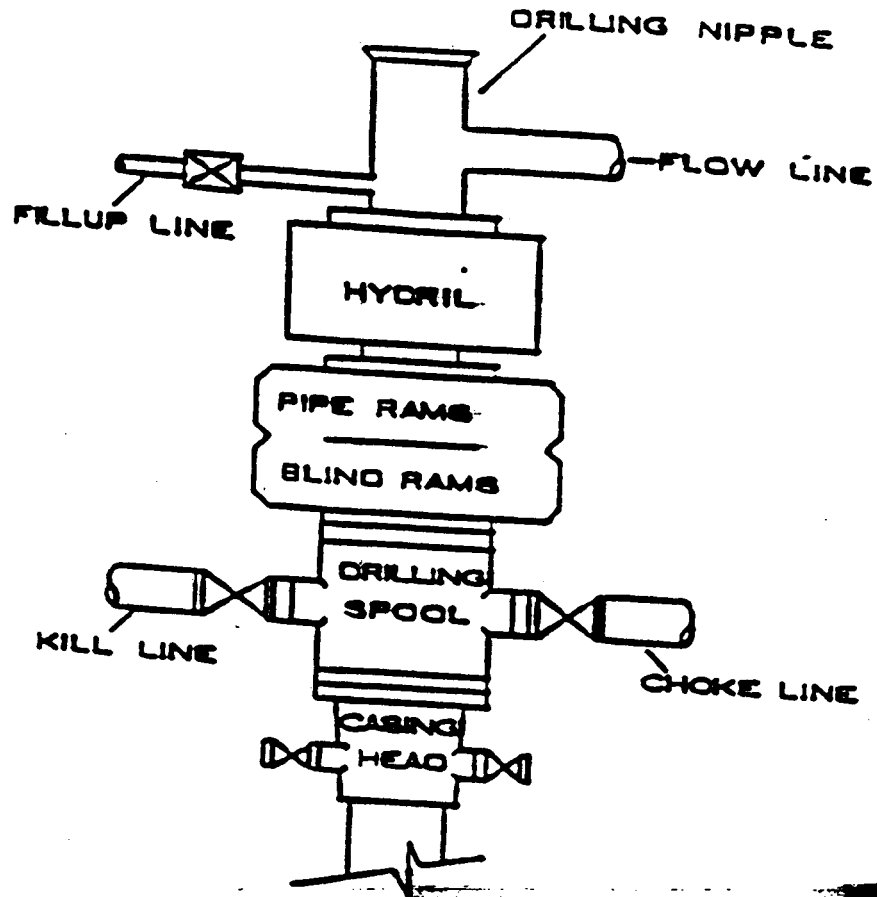 DRILLING NIPPLE
FLOW LINE
FILLUP LINE
HYDRIL
PIPE RAMS
BLIND RAMS
DRILLING
SPOOL
KILL LINE
CHOKE LINE
CASING
HEAD